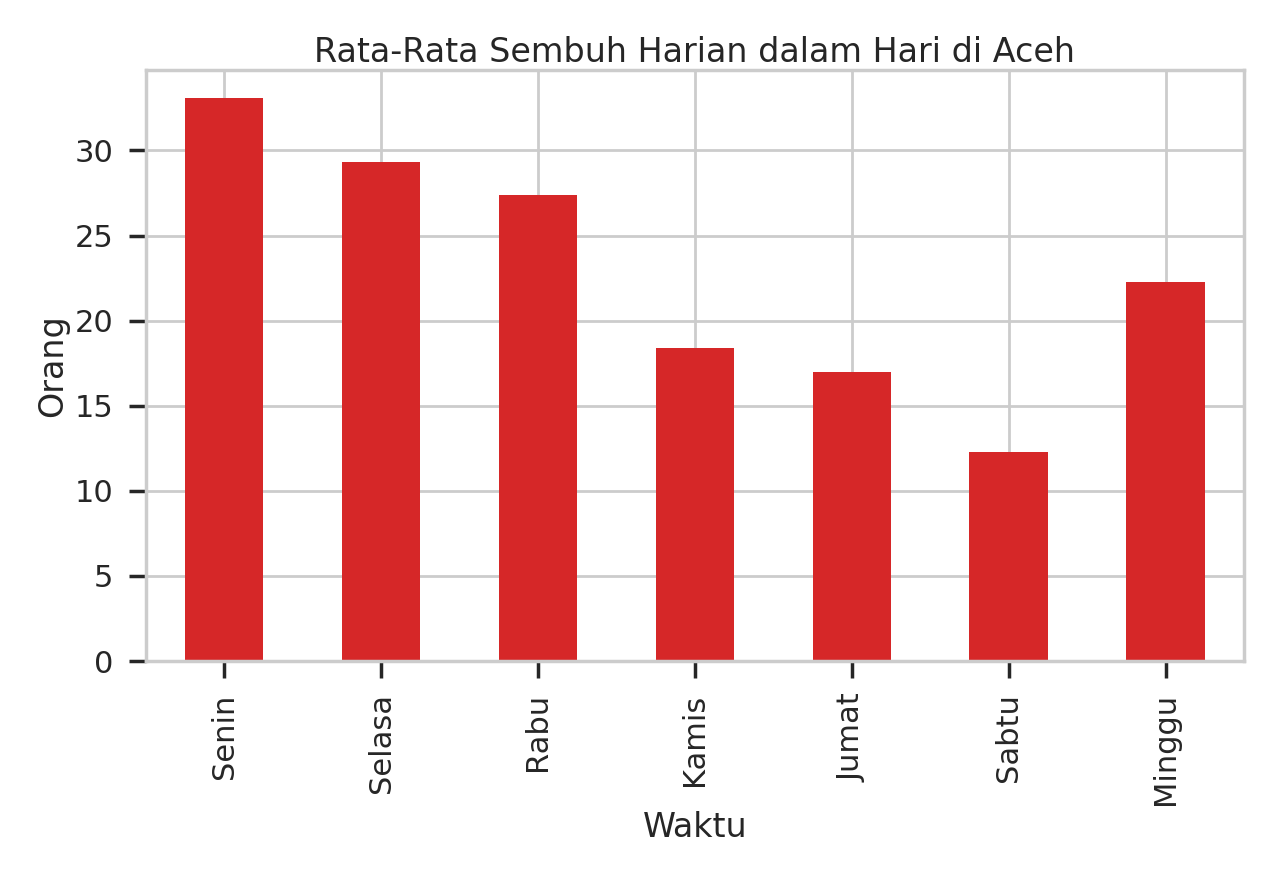 Rata-Rata Sembuh Harian dalam Hari di Aceh
Orang
30
25
20
15
10
5
0
Senin
Selasa
Rabu
Kamis
Jumat
Sabtu
Minggu
Waktu